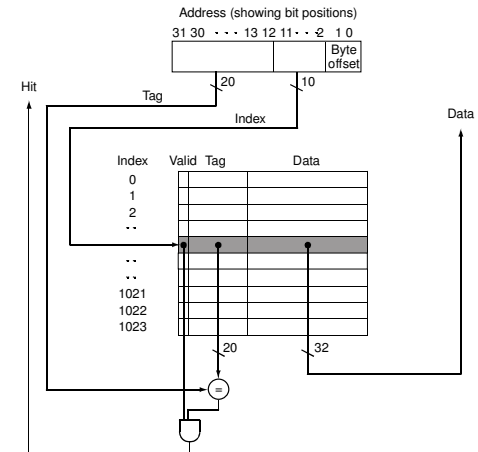 Address (showing bit positions)
31 30 · · · 13 12 11 · · · 2 1 0
Byte
offset
20
10
Hit
Tag
Data
Index
Index Valid Tag Data
0
1
2
· ·
· ·
· ·
1021
1022
1023
20
32
=